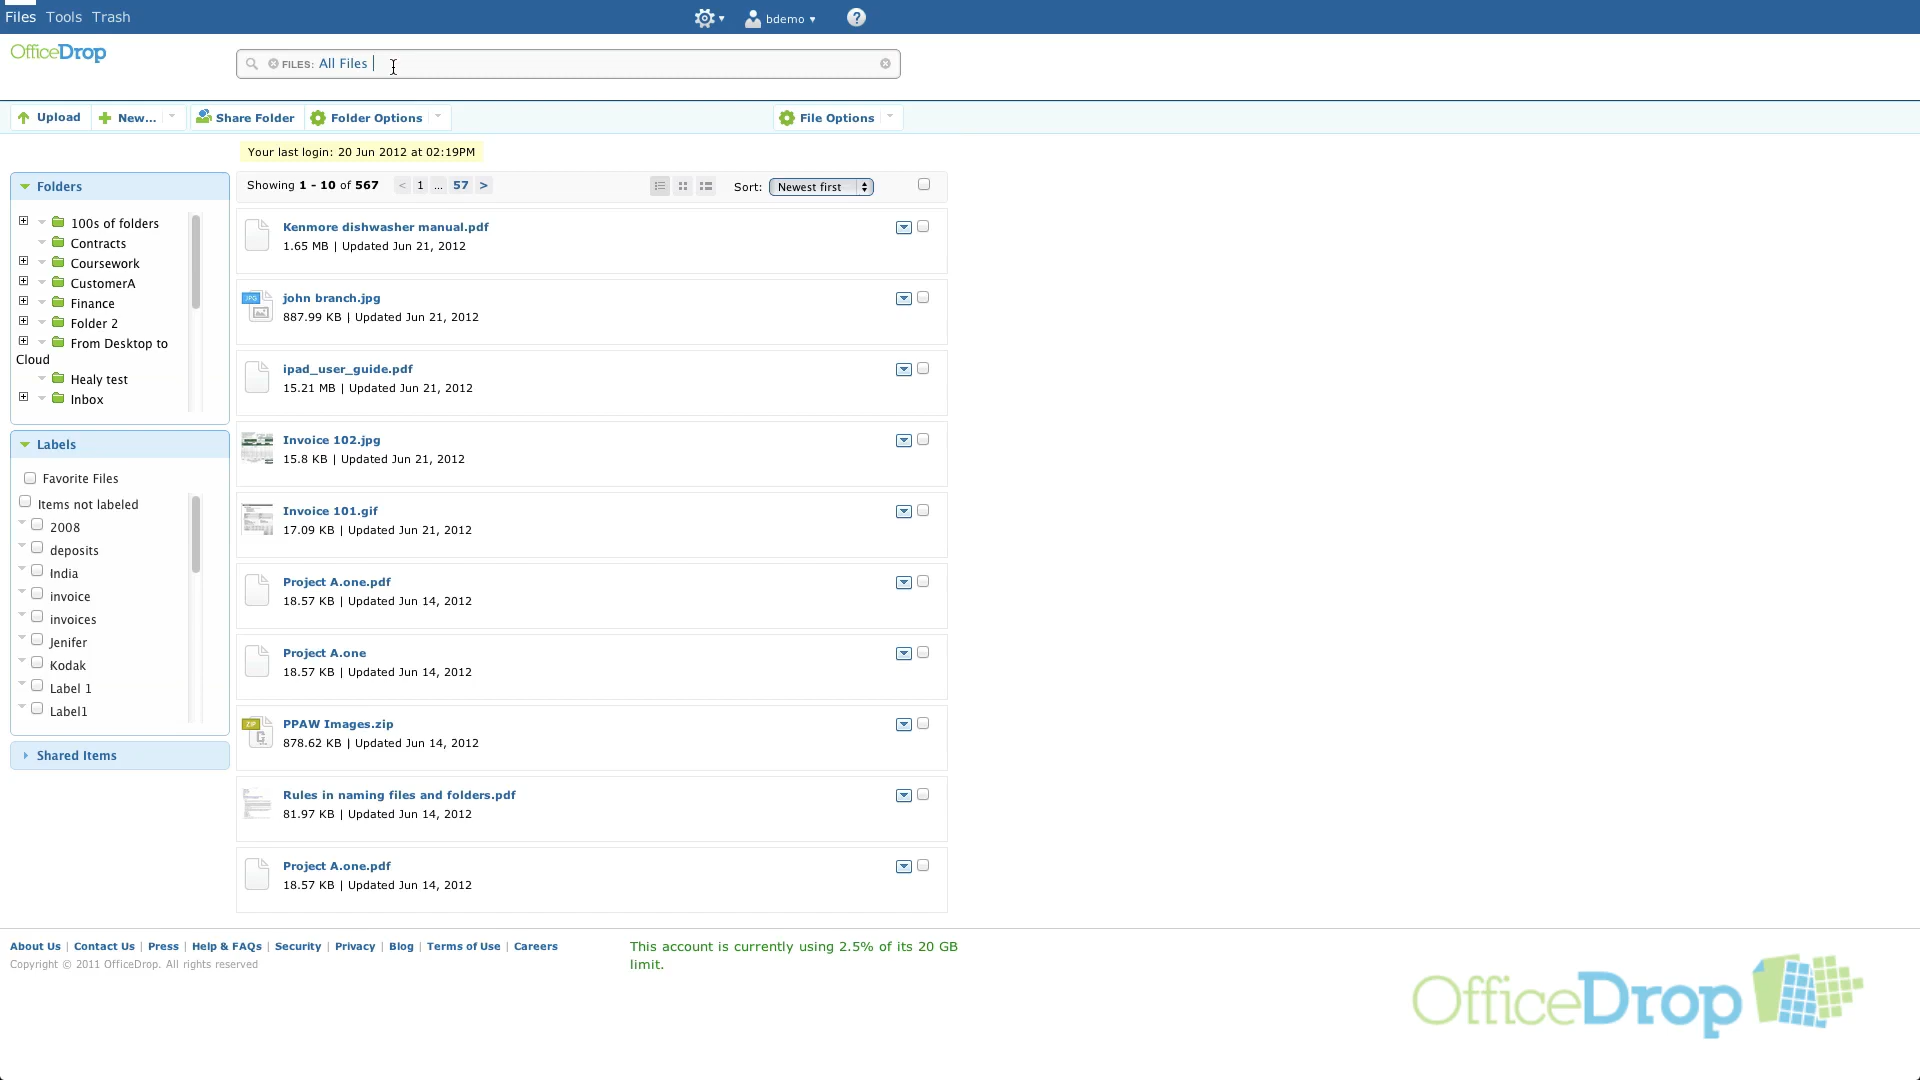 Files Tools Trash
bdemo
?
OfficeDrop
FILES: All Files
Upload
New...
Share Folder
Folder Options
File Options
Your last login: 20 Jun 2012 at 02:19PM
Folders
100s of folders
Contracts
Coursework
CustomerA
Finance
Folder 2
From Desktop to
Cloud
Healy test
Inbox
Labels
Favorite Files
Items not labeled
2008
deposits
India
invoice
invoices
Jenifer
Kodak
Label 1
Label1
Shared Items
Showing 1 - 10 of 567 < 1 ... 57 >
Sort: Newest first
Kenmore dishwasher manual.pdf
1.65 MB | Updated Jun 21, 2012
JPG
john branch.jpg
887.99 KB | Updated Jun 21, 2012
ipad_user_guide.pdf
15.21 MB | Updated Jun 21, 2012
Invoice 102.jpg
15.8 KB | Updated Jun 21, 2012
Invoice 101.gif
17.09 KB | Updated Jun 21, 2012
Project A.one.pdf
18.57 KB | Updated Jun 14, 2012
Project A.one
18.57 KB | Updated Jun 14, 2012
ZIP
PPAW Images.zip
878.62 KB | Updated Jun 14, 2012
Rules in naming files and folders.pdf
81.97 KB | Updated Jun 14, 2012
Project A.one.pdf
18.57 KB | Updated Jun 14, 2012
About Us | Contact Us | Press | Help & FAQs | Security | Privacy | Blog | Terms of Use | Careers
Copyright © 2011 OfficeDrop. All rights reserved
This account is currently using 2.5% of its 20 GB
limit.
OfficeDrop